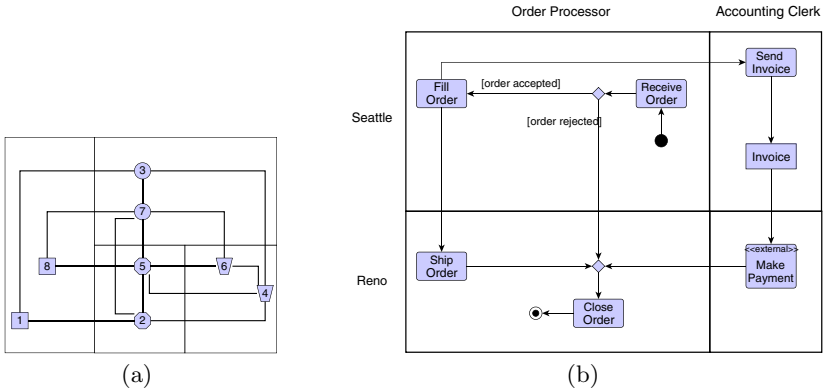 Order Processor
Accounting Clerk
Seattle
Reno
Send
Invoice
Fill
Order
[order accepted]
Receive
Order
[order rejected]
Invoice
Ship
Order
<<external>>
Make
Payment
Close
Order
3
7
8
5
6
4
1
2
(a)
(b)